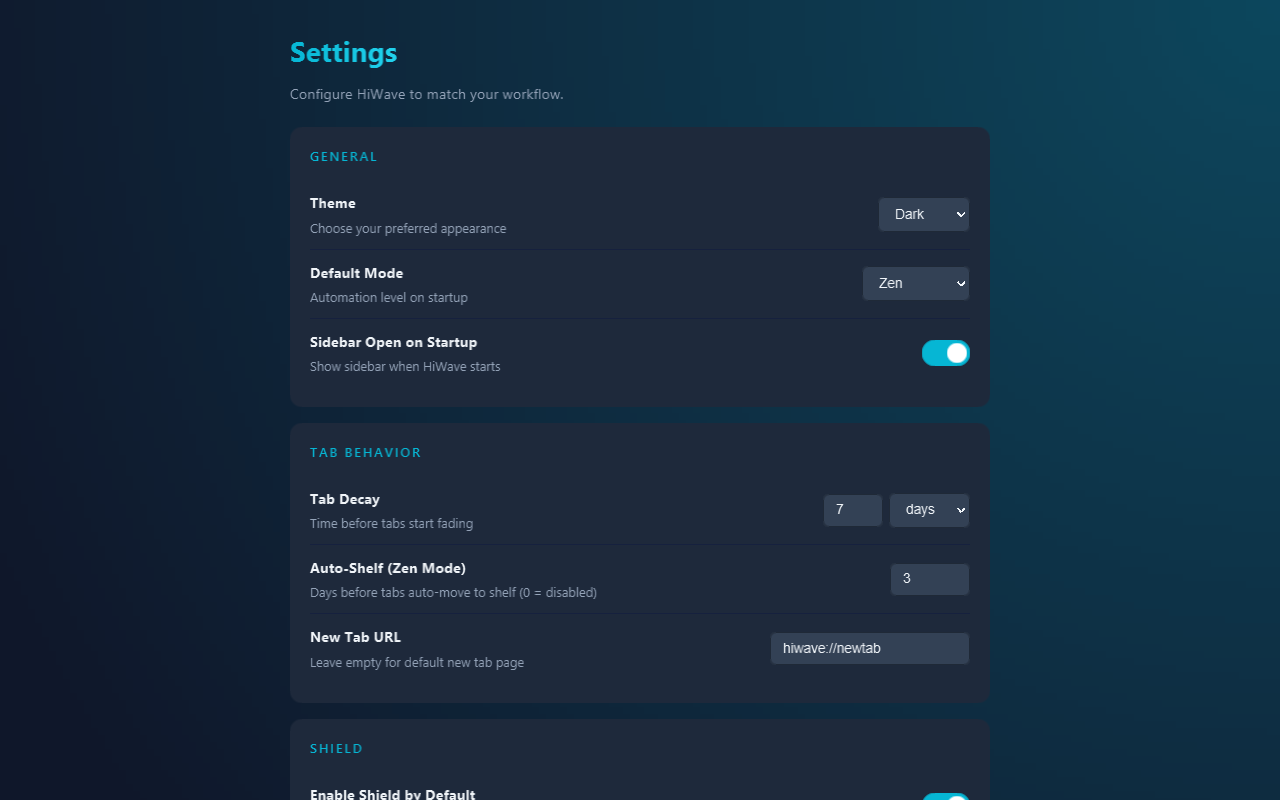 Settings
Configure HiWave to match your workflow.
GENERAL
Theme
Choose your preferred appearance
Dark
Default Mode
Automation level on startup
Zen
Sidebar Open on Startup
Show sidebar when HiWave starts
TAB BEHAVIOR
Tab Decay
Time before tabs start fading
7
days
Auto-Shelf (Zen Mode)
Days before tabs auto-move to shelf (0 = disabled)
3
New Tab URL
Leave empty for default new tab page
hiwave://newtab
SHIELD
Enable Shield by Default